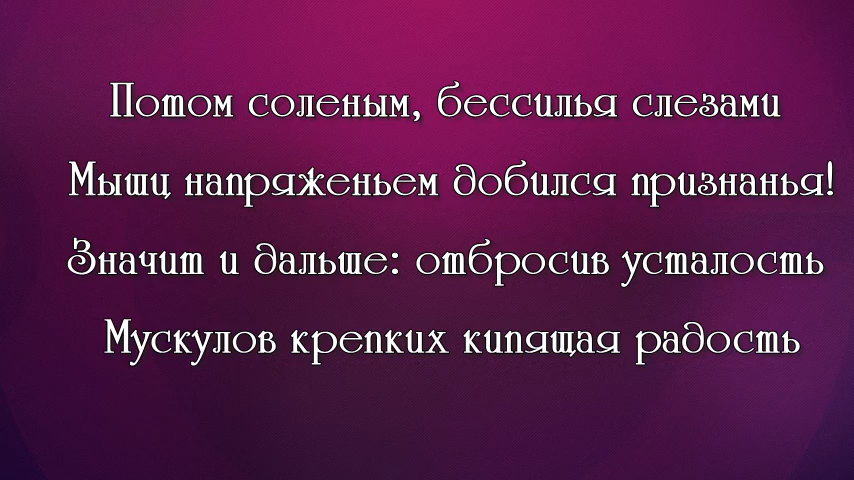 Потом соленым, бессилья слезами
Мышц напряженьем добился признанья!
Значит и дальше: отбросив усталость
Мускулов крепких кипящая радость